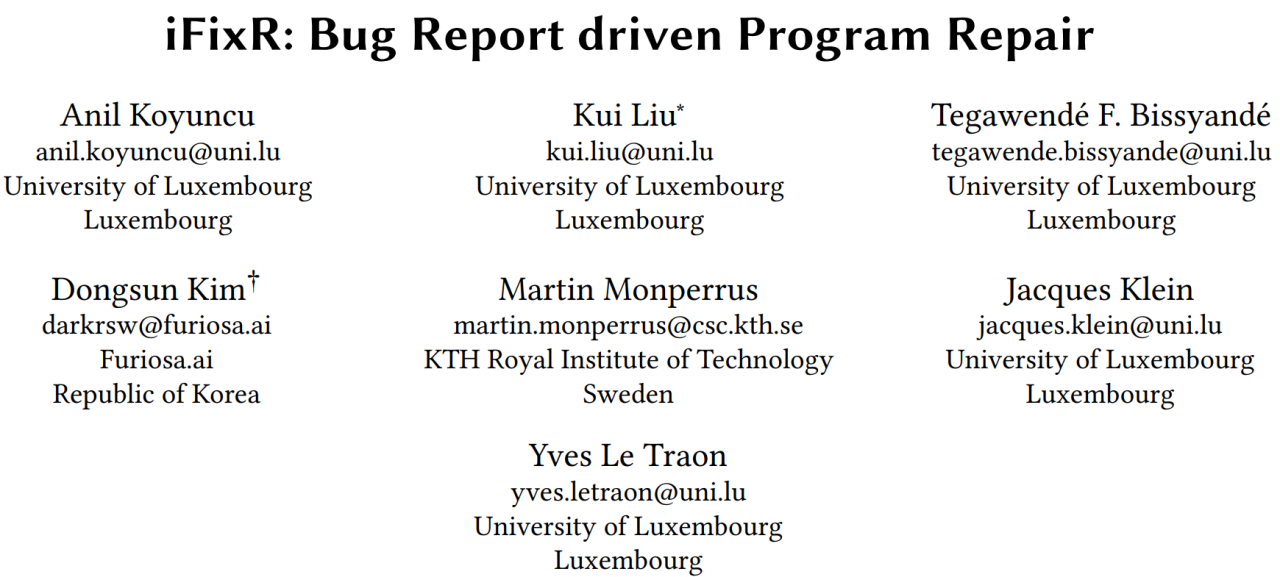 iFixR: Bug Report driven Program Repair
Anil Koyuncu
anil.koyuncu@uni.lu
University of Luxembourg
Luxembourg
Kui Liu*
kui.liu@uni.lu
University of Luxembourg
Luxembourg
Tegawendé F. Bissyandé
tegawende.bissyande@uni.lu
University of Luxembourg
Luxembourg
Dongsun Kim†
darkrsw@furiosa.ai
Furiosa.ai
Republic of Korea
Martin Monperrus
martin.monperrus@csc.kth.se
KTH Royal Institute of Technology
Sweden
Jacques Klein
jacques.klein@uni.lu
University of Luxembourg
Luxembourg
Yves Le Traon
yves.letraon@uni.lu
University of Luxembourg
Luxembourg